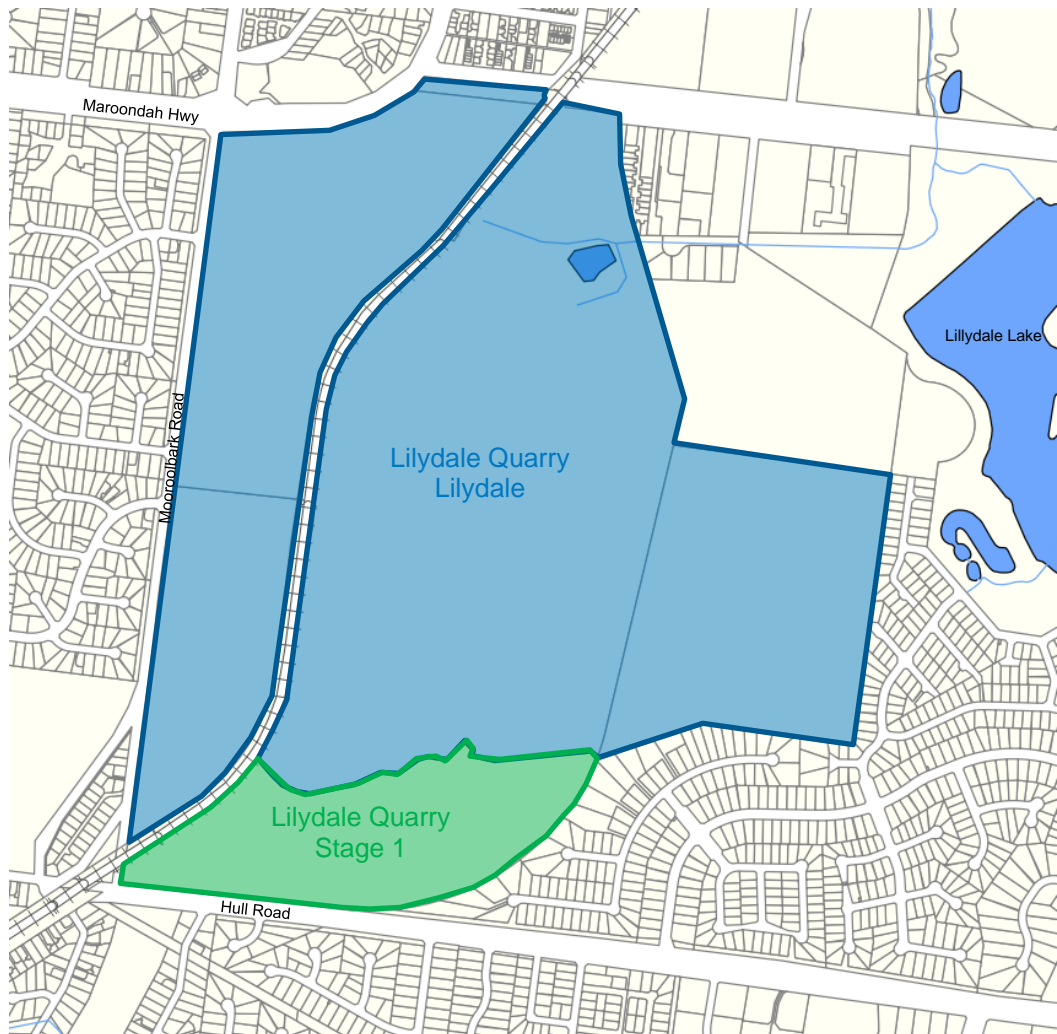 Maroondah Hwy
Lillydale Lake
Mooroolbark Road
Lilydale Quarry
Lilydale
Lilydale Quarry
Stage 1
Hull Road